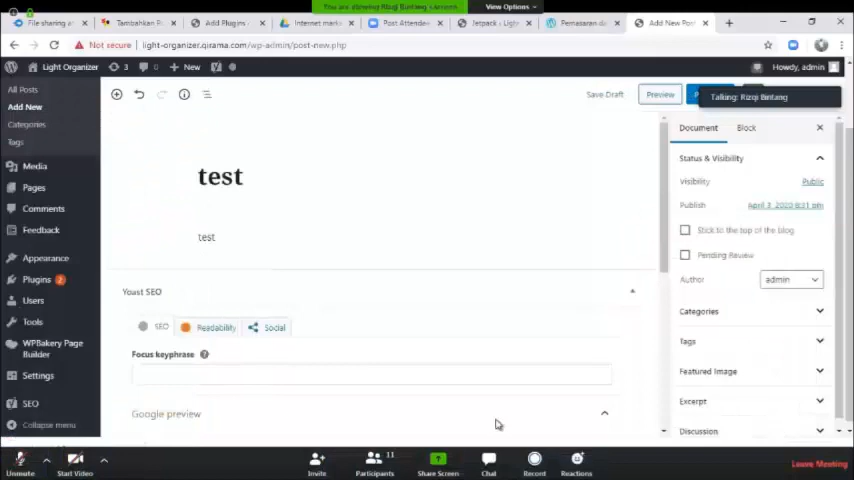 You are viewing Rizqi Bintang's screen View Options
File sharing an Tambahkan F Add Plugins Internet mark Post Attendee Jetpack ‹ Light Pemasaran da Add New Pos
Not secure light-organizer.qirama.com/wp-admin/post-new.php
Light Organizer 3 0 New Howdy, admin
All Posts
Add New
Categories
Tags
Media
Pages
Comments
Feedback
Appearance
Plugins 2
Users
Tools
WPBakery Page
Builder
Settings
SEO
Collapse menu
Save Draft Preview
Talking: Rizqi Bintang
test
test
Yoast SEO
SEO Readability Social
Focus keyphrase
Google preview
Document Block
Status & Visibility
Visibility Public
Publish April 3, 2020 8:31 pm
Stick to the top of the blog
Pending Review
Author admin
Categories
Tags
Featured Image
Excerpt
Discussion
Unmute Start Video Invite Participants 11 Share Screen Chat Record Reactions Leave Meeting